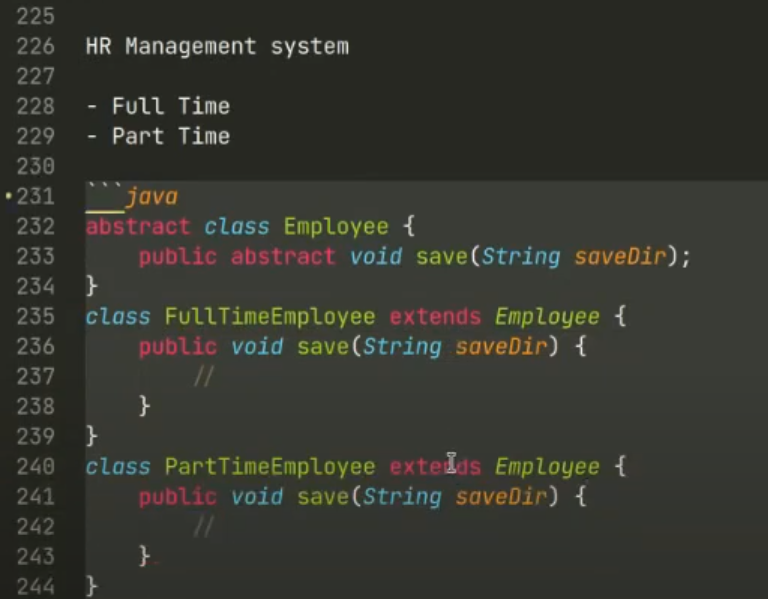 225
226 HR Management system
227
228 - Full Time
229 - Part Time
230
231 ```java
232 abstract class Employee {
233     public abstract void save(String saveDir);
234 }
235 class FullTimeEmployee extends Employee {
236     public void save(String saveDir) {
237         //
238     }
239 }
240 class PartTimeEmployee extends Employee {
241     public void save(String saveDir) {
242         //
243     }
244 }